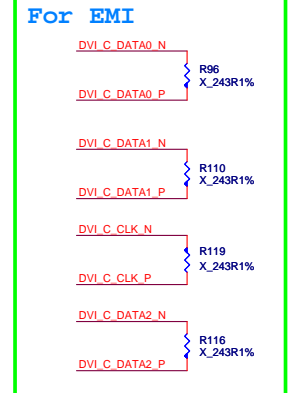 For EMI
DVI_C_DATA0_N
R96
X_243R1%
DVI_C_DATA0_P
DVI_C_DATA1_N
R110
X_243R1%
DVI_C_DATA1_P
DVI_C_CLK_N
R119
X_243R1%
DVI_C_CLK_P
DVI_C_DATA2_N
R116
X_243R1%
DVI_C_DATA2_P